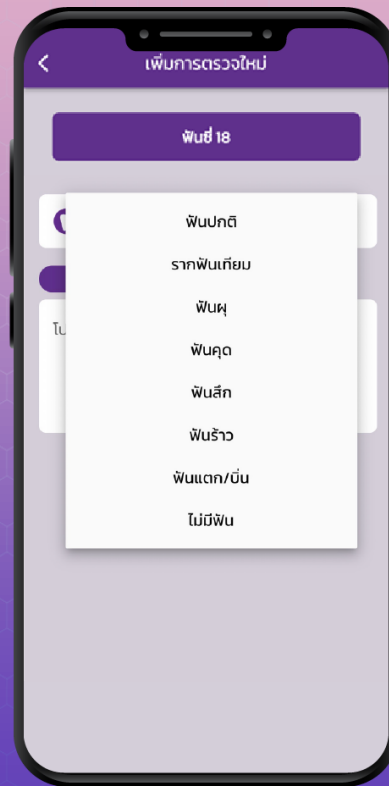 เพิ่มการตรวจใหม่
ฟันซี่ 18
ฟันปกติ
รากฟันเทียม
ฟันผุ
ฟันคุด
ฟันสึก
ฟันร้าว
ฟันแตก/บิ่น
ไม่มีฟัน